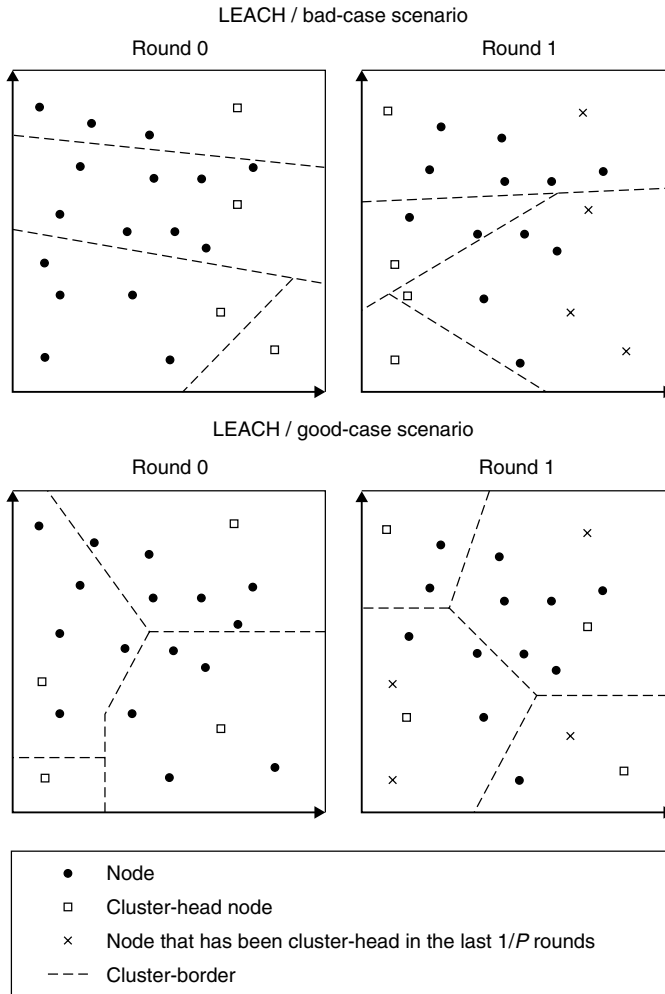 LEACH / bad-case scenario
Round 0
Round 1
LEACH / good-case scenario
Round 0
Round 1
Node
Cluster-head node
Node that has been cluster-head in the last 1/P rounds
Cluster-border